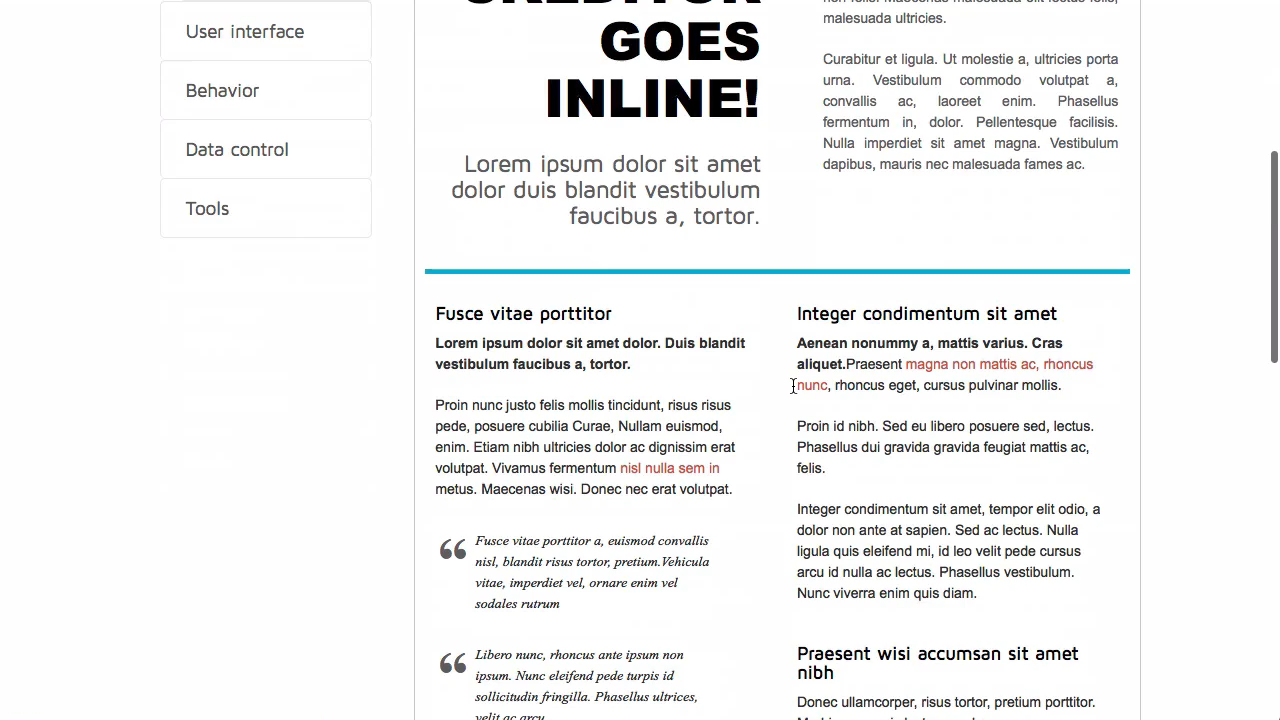 User interface
Behavior
Data control
Tools
GOES
INLINE!
Lorem ipsum dolor sit amet
dolor duis blandit vestibulum
faucibus a, tortor.
malesuada ultricies.
Curabitur et ligula. Ut molestie a, ultricies porta
urna. Vestibulum commodo volutpat a,
convallis ac, laoreet enim. Phasellus
fermentum in, dolor. Pellentesque facilisis.
Nulla imperdiet sit amet magna. Vestibulum
dapibus, mauris nec malesuada fames ac.
Fusce vitae porttitor
Lorem ipsum dolor sit amet dolor. Duis blandit
vestibulum faucibus a, tortor.
Proin nunc justo felis mollis tincidunt, risus risus
pede, posuere cubilia Curae, Nullam euismod,
enim. Etiam nibh ultricies dolor ac dignissim erat
volutpat. Vivamus fermentum nisl nulla sem in
metus. Maecenas wisi. Donec nec erat volutpat.
Fusce vitae porttitor a, euismod convallis
nisl, blandit risus tortor, pretium.Vehicula
vitae, imperdiet vel, ornare enim vel
sodales rutrum
Libero nunc, rhoncus ante ipsum non
ipsum. Nunc eleifend pede turpis id
sollicitudin fringilla. Phasellus ultrices,
velit ac arcu
Integer condimentum sit amet
Aenean nonummy a, mattis varius. Cras
aliquet.Praesent magna non mattis ac, rhoncus
nunc, rhoncus eget, cursus pulvinar mollis.
Proin id nibh. Sed eu libero posuere sed, lectus.
Phasellus dui gravida gravida feugiat mattis ac,
felis.
Integer condimentum sit amet, tempor elit odio, a
dolor non ante at sapien. Sed ac lectus. Nulla
ligula quis eleifend mi, id leo velit pede cursus
arcu id nulla ac lectus. Phasellus vestibulum.
Nunc viverra enim quis diam.
Praesent wisi accumsan sit amet
nibh
Donec ullamcorper, risus tortor, pretium porttitor.